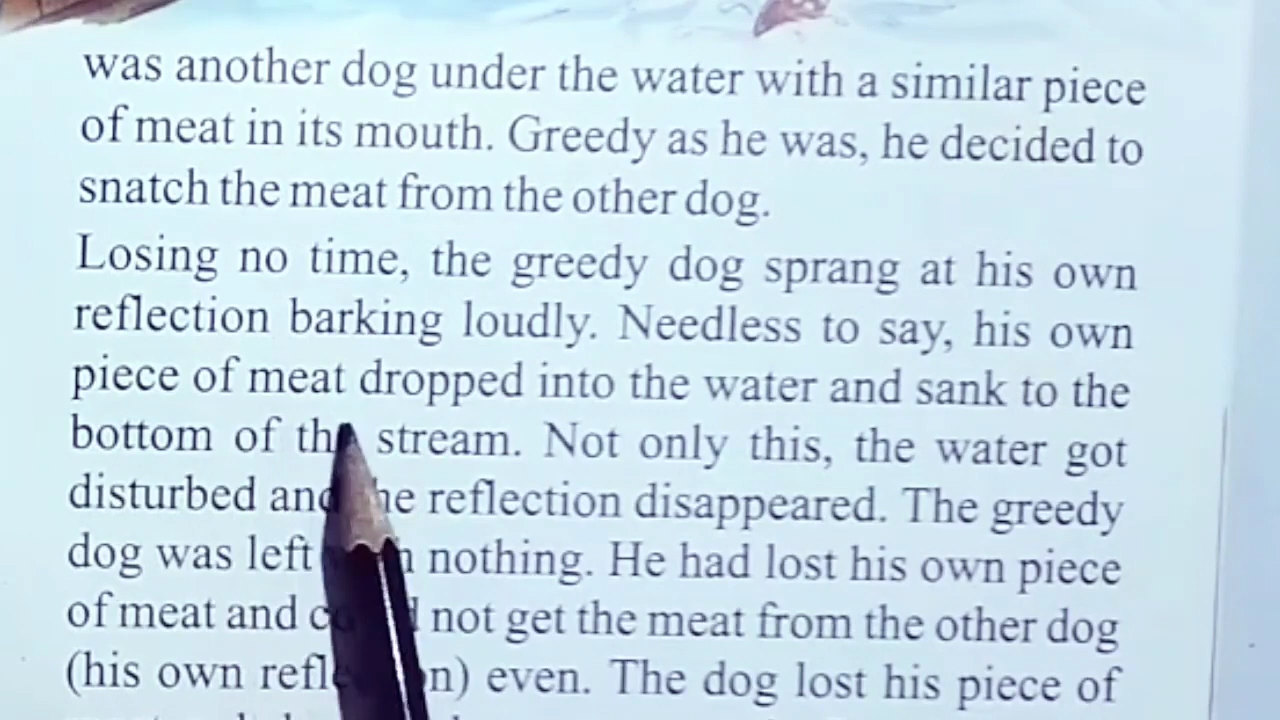 was another dog under the water with a similar piece
of meat in its mouth. Greedy as he was, he decided to
snatch the meat from the other dog.
Losing no time, the greedy dog sprang at his own
reflection barking loudly. Needless to say, his own
piece of meat dropped into the water and sank to the
bottom of the stream. Not only this, the water got
disturbed and the reflection disappeared. The greedy
dog was left with nothing. He had lost his own piece
of meat and could not get the meat from the other dog
(his own reflection) even. The dog lost his piece of